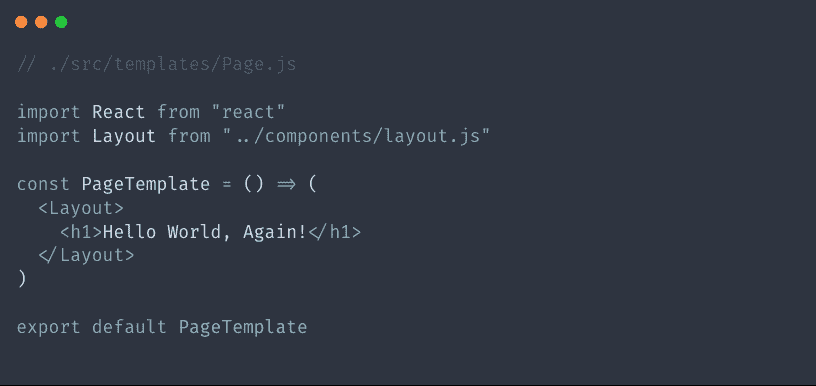 // ./src/templates/Page.js
import React from "react"
import Layout from "../components/layout.js"
const PageTemplate = () => (
  <Layout>
    <h1>Hello World, Again!</h1>
  </Layout>
)
export default PageTemplate